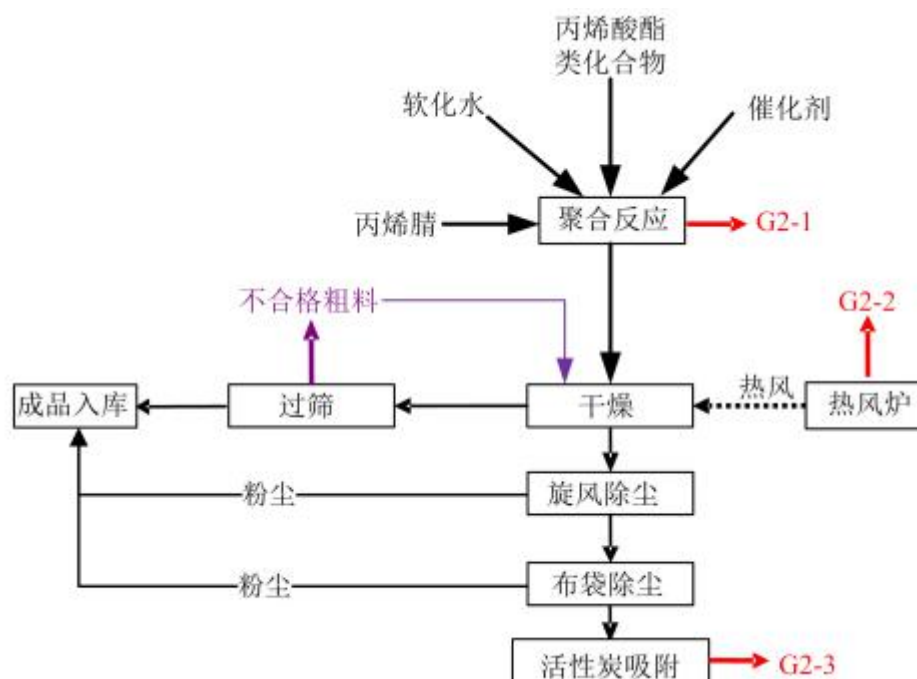 丙烯酸酯
类化合物
软化水
催化剂
丙烯腈
聚合反应
G2-1
不合格粗料
G2-2
成品入库
过筛
干燥
热风
热风炉
粉尘
旋风除尘
粉尘
布袋除尘
活性炭吸附
G2-3